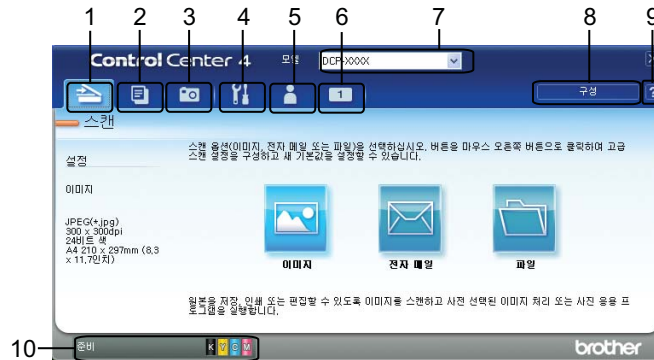 1 2 3 4 5 6 7 8 9
Control Center 4 모델 DCP-XXXX
1
구성 ?
스캔
스캔 옵션(이미지, 전자 메일 또는 파일)을 선택하십시오. 버튼을 마우스 오른쪽 버튼으로 클릭하여 고급
스캔 설정을 구성하고 새 기본값을 설정할 수 있습니다.
설정
이미지
JPEG(*.jpg)
300 x 300dpi
24비트 색
A4 210 x 297mm (8,3
x 11,7인치)
이미지 전자 메일 파일
원본을 저장, 인쇄 또는 편집할 수 있도록 이미지를 스캔하고 사전 선택된 이미지 처리 또는 사진 응용 프
로그램을 실행합니다.
10 준비 K Y C M brother